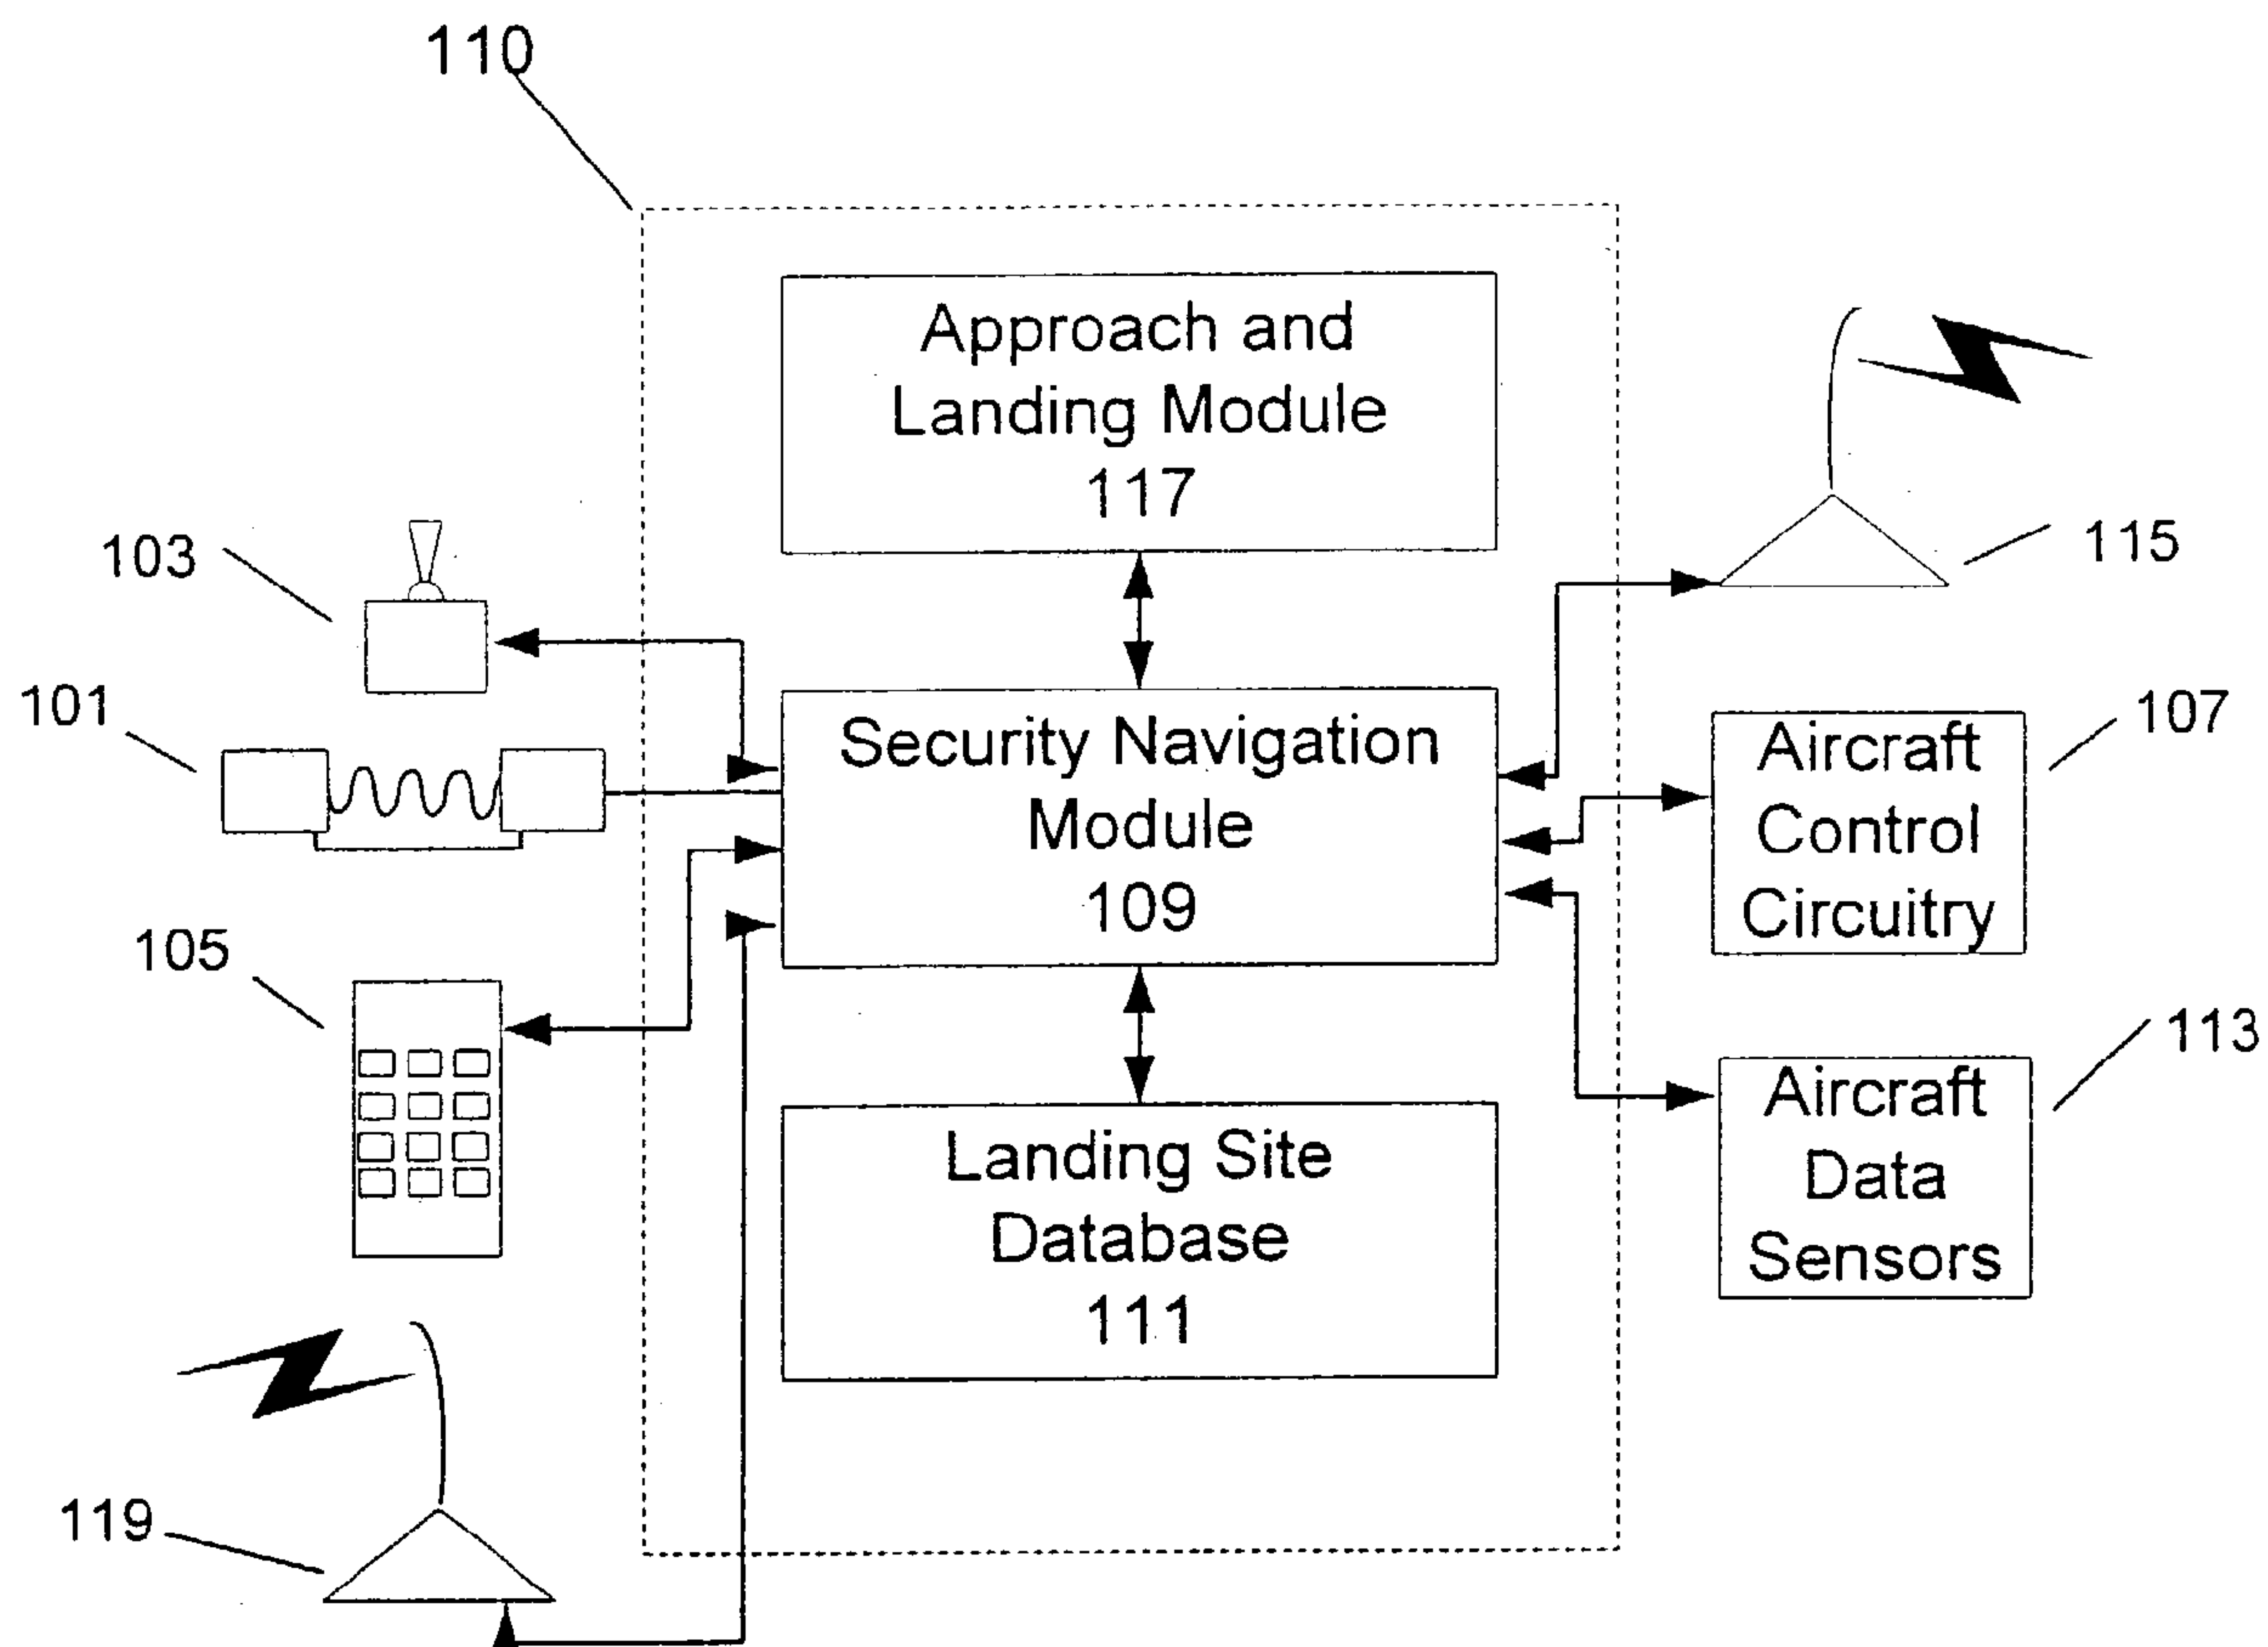 110
Approach and
Landing Module
117
103
115
101
Security Navigation
Module
109
Aircraft
Control
Circuitry
107
105
Landing Site
Database
111
Aircraft
Data
Sensors
113
119